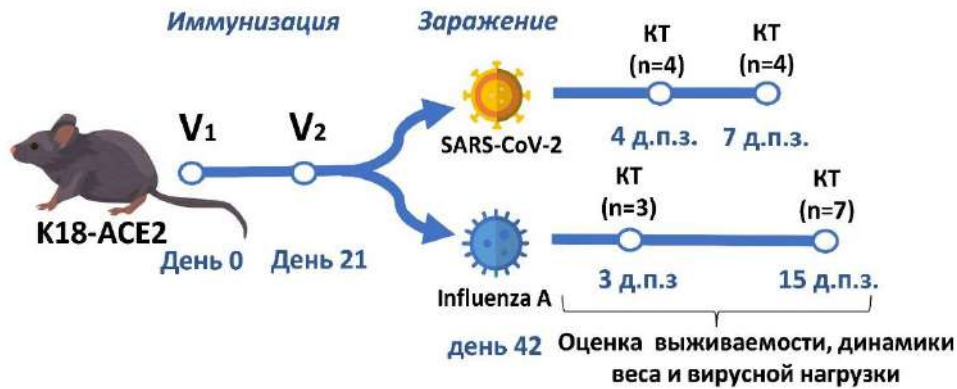 Иммунизация
Заражение
КТ
(n=4)
КТ
(n=4)
V1
V2
SARS-CoV-2
4 д.п.з.
7 д.п.з.
K18-ACE2
День 0
День 21
КТ
(n=3)
КТ
(n=7)
Influenza A
3 д.п.з
15 д.п.з.
день 42
Оценка выживаемости, динамики
веса и вирусной нагрузки